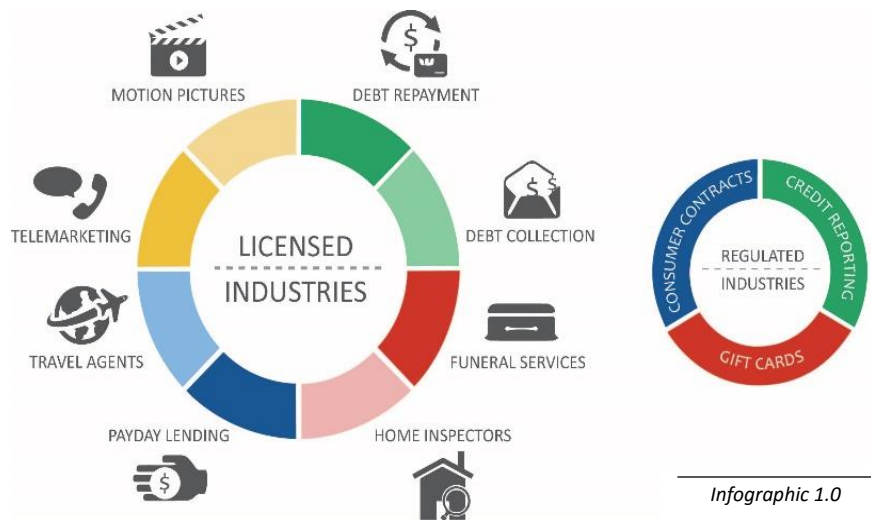 MOTION PICTURES
DEBT REPAYMENT
TELEMARKETING
DEBT COLLECTION
LICENSED
INDUSTRIES
TRAVEL AGENTS
FUNERAL SERVICES
PAYDAY LENDING
HOME INSPECTORS
$
$ $
$
CONSUMER CONTRACTS
CREDIT REPORTING
REGULATED
INDUSTRIES
GIFT CARDS
Infographic 1.0